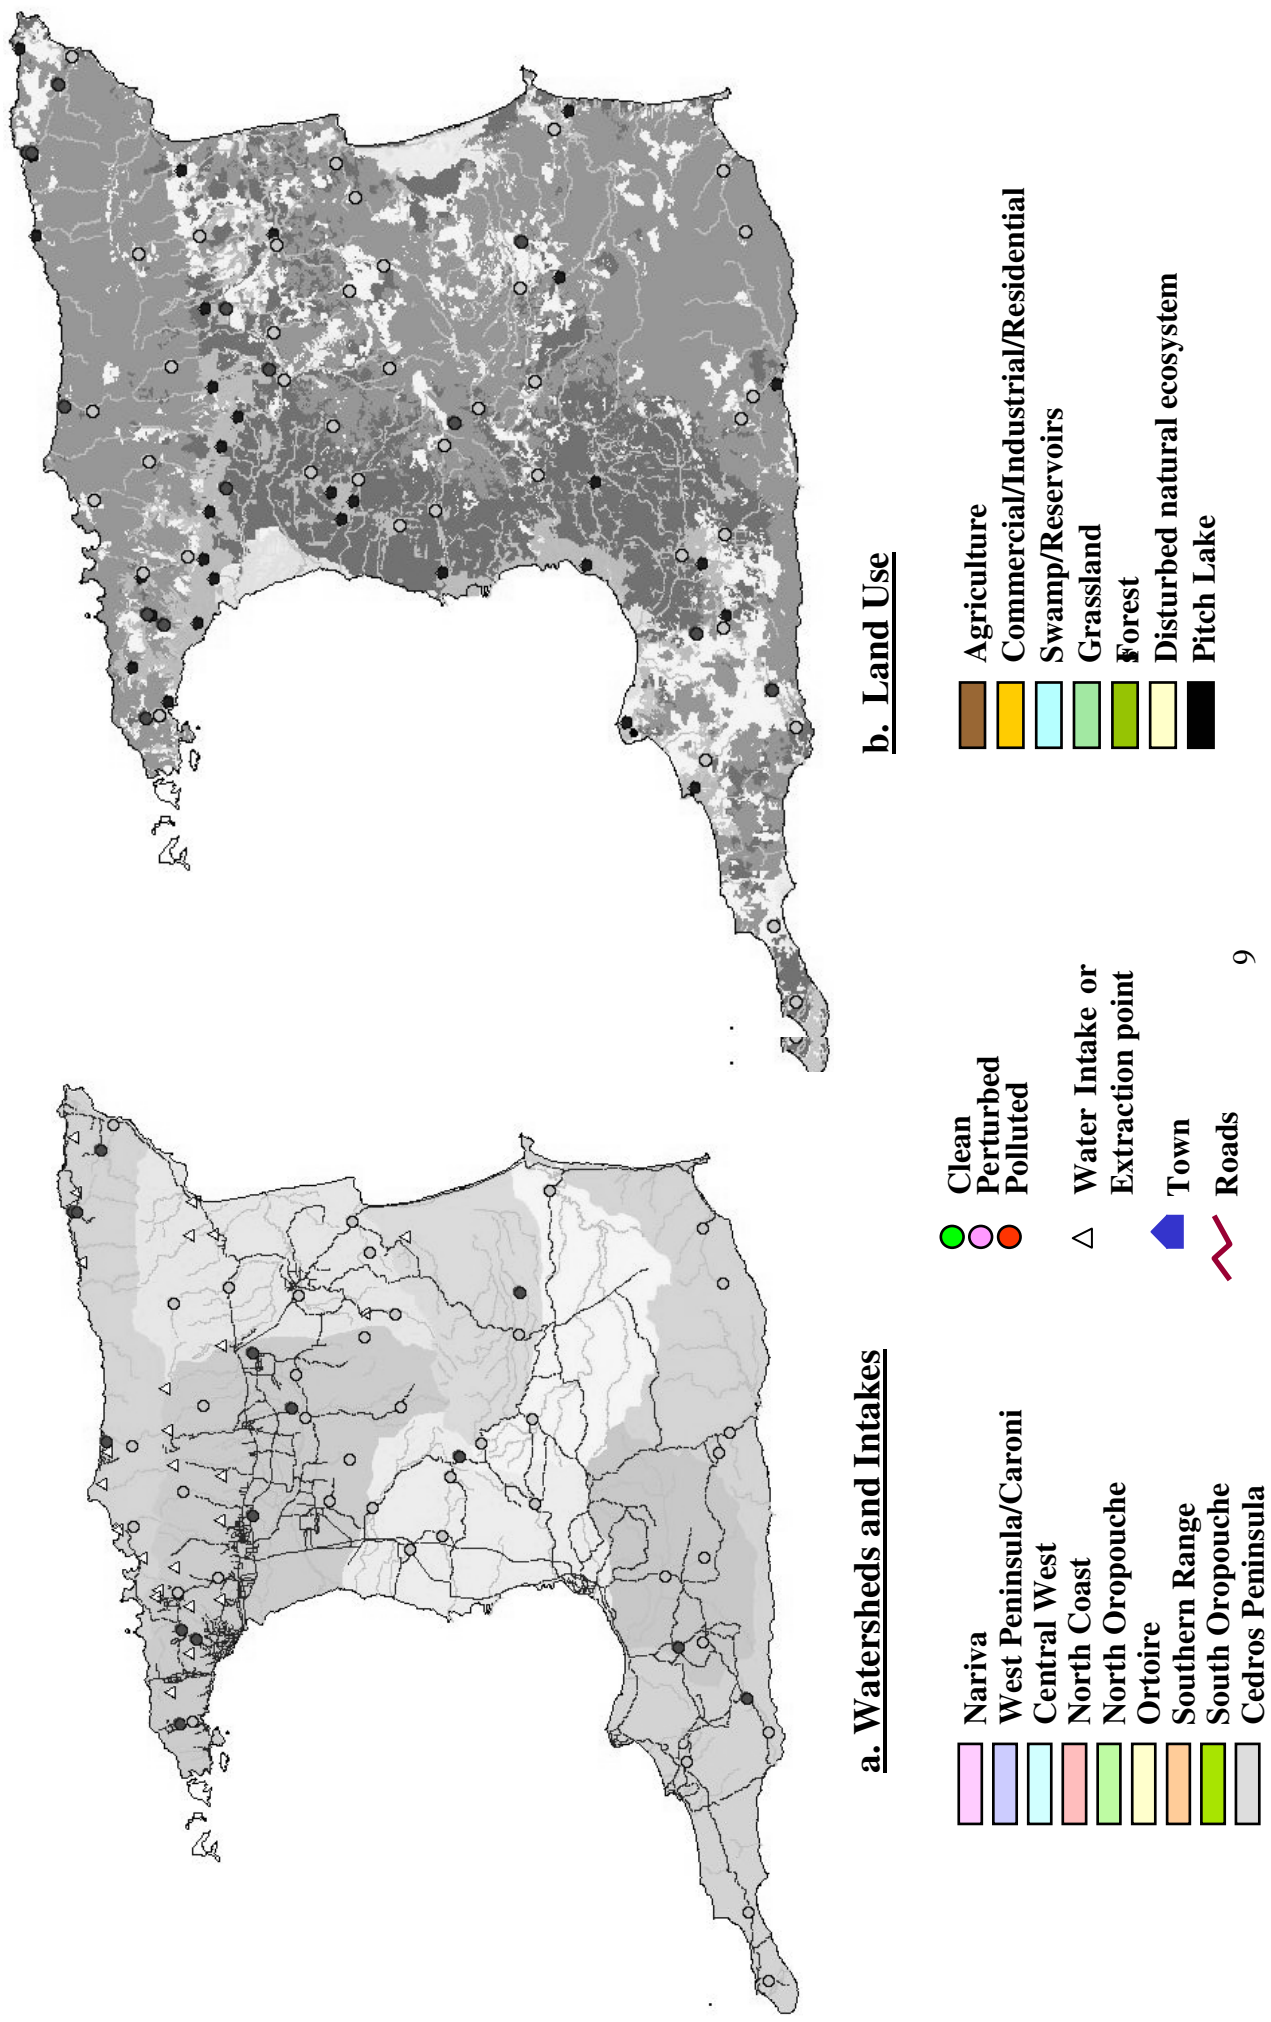 a. Watersheds and Intakes
Nariva
West Peninsula/Caroni
Central West
North Coast
North Oropouche
Ortoire
Southern Range
South Oropouche
Cedros Peninsula
Clean
Perturbed
Polluted
Water Intake or
Extraction point
Town
Roads
b. Land Use
Agriculture
Commercial/Industrial/Residential
Swamp/Reservoirs
Grassland
Forest
Disturbed natural ecosystem
Pitch Lake
9